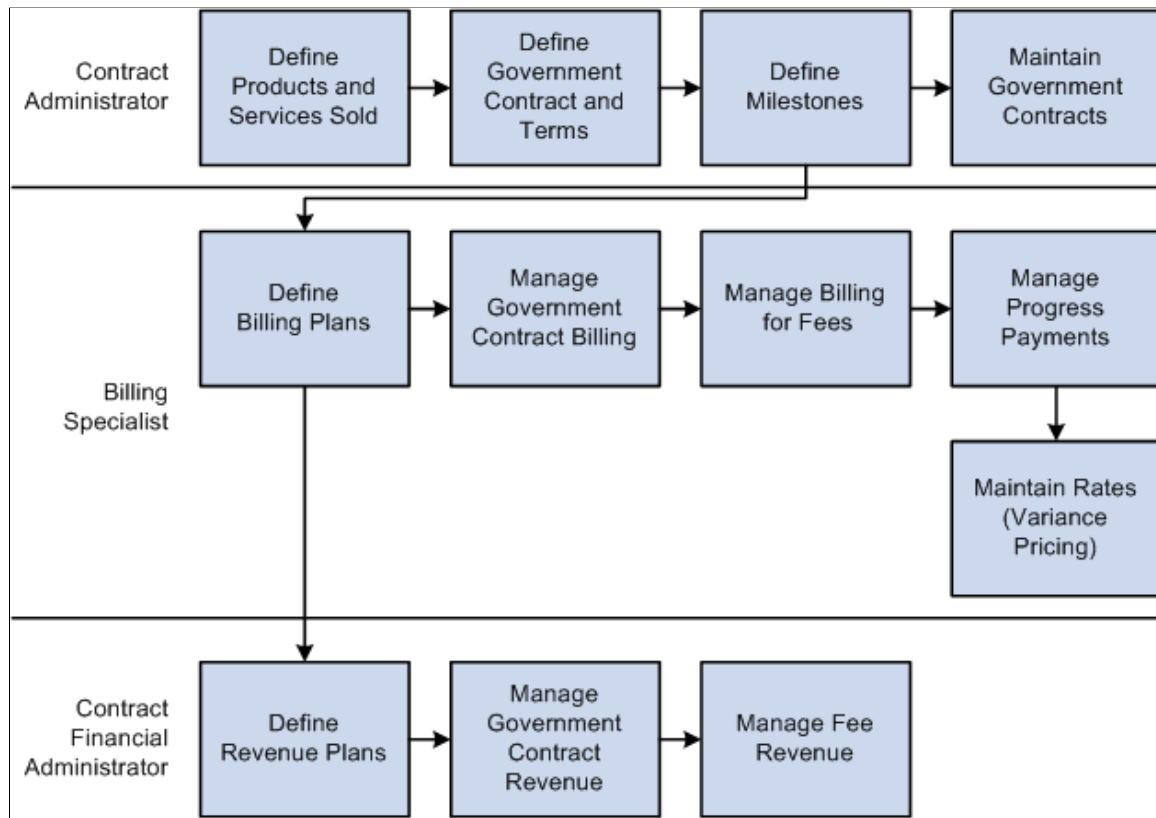 Contract
Administrator
Define
Products and
Services Sold
Define
Government
Contract and
Terms
Define
Milestones
Maintain
Government
Contracts
Billing
Specialist
Define
Billing Plans
Manage
Government
Contract Billing
Manage Billing
for Fees
Manage
Progress
Payments
Maintain Rates
(Variance
Pricing)
Contract
Financial
Administrator
Define
Revenue Plans
Manage
Government
Contract
Revenue
Manage Fee
Revenue